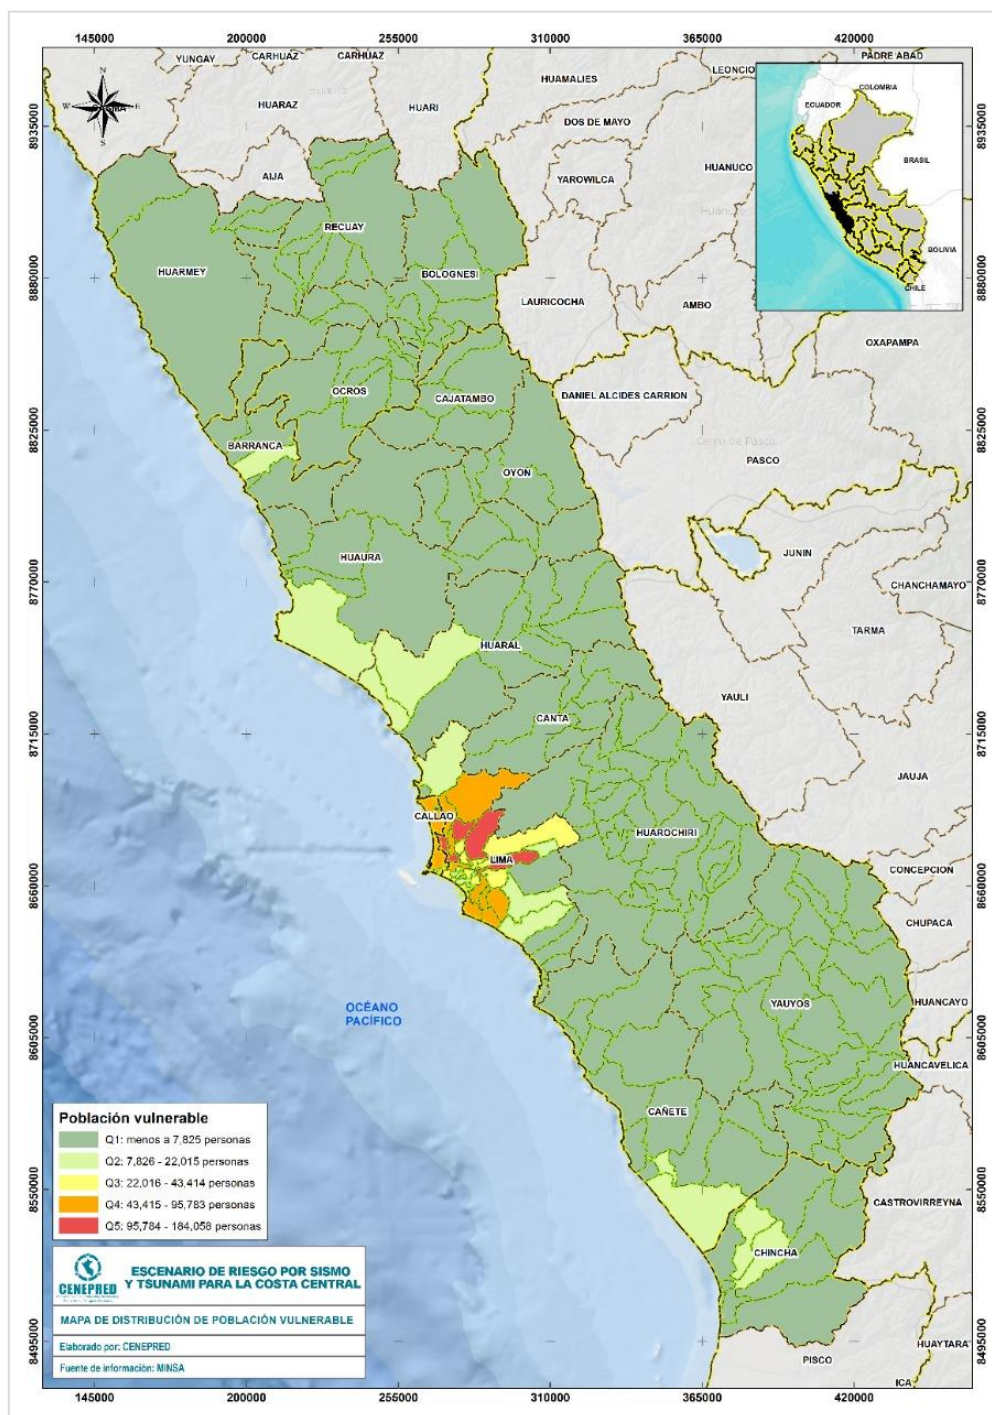 145000 200000 255000 310000 365000 420000
YUNGAY
CARHUAZ
CARHUAZ
HUARAZ
HUARI
AIJA
HUAMALIES
LEONCIO
PADRE ABAD
DOS DE MAYO
YAROWILCA
HUANUCO
Huánuco
LAURICOCHA
AMBO
OXAPAMPA
DANIEL ALCIDES CARRION
Cerro de Pasco
PASCO
JUNIN
CHANCHAMAYO
TARMA
YAULI
JAUJA
CONCEPCION
CHUPACA
HUANCAYO
HUANCAVELICA
CASTROVIRREYNA
HUAYTARA
PISCO
ICA
N
W
S
COLOMBIA
ECUADOR
BRASIL
BOLIVIA
CHILE
RECUAY
HUARMEY
BOLOGNESI
OCROS
CAJATAMBO
BARRANCA
OYON
HUAURA
HUARAL
CANTA
CALLAO
LIMA
HUAROCHIRI
YAUYOS
CAÑETE
CHINCHA
OCÉANO
PACÍFICO
8935000
8880000
8825000
8770000
8715000
8660000
8605000
8550000
8495000
8935000
8880000
8825000
8770000
8715000
8660000
8605000
8550000
8495000
Población vulnerable
Q1: menos a 7,825 personas
Q2: 7,826 - 22,015 personas
Q3: 22,016 - 43,414 personas
Q4: 43,415 - 95,783 personas
Q5: 95,784 - 184,058 personas
CENEPRED
ESCENARIO DE RIESGO POR SISMO
Y TSUNAMI PARA LA COSTA CENTRAL
MAPA DE DISTRIBUCIÓN DE POBLACIÓN VULNERABLE
Elaborado por: CENEPRED
Fuente de información: MINSA
145000 200000 255000 310000 365000 420000